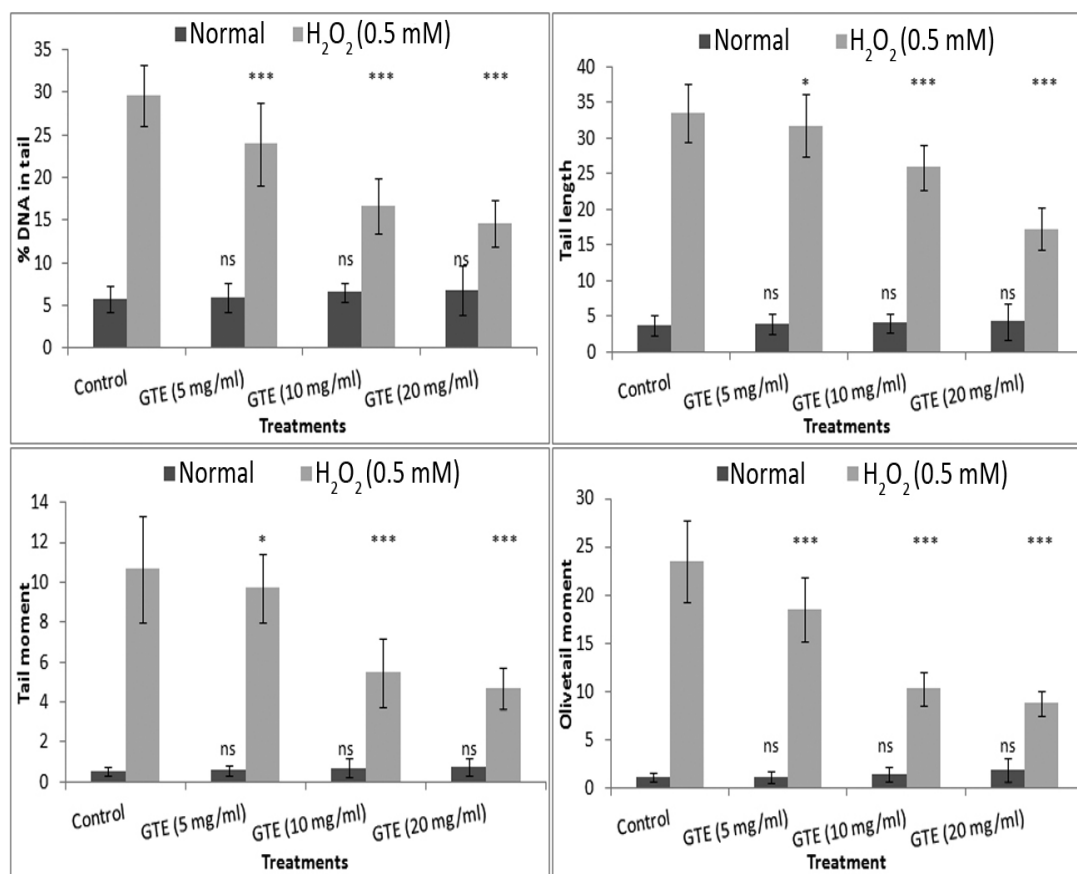 Normal H₂O₂ (0.5 mM)
% DNA in tail
35
30
25
20
15
10
5
0
*** *** ***
ns ns ns
Control GTE (5 mg/ml) GTE (10 mg/ml) GTE (20 mg/ml)
Treatments
Normal H₂O₂ (0.5 mM)
Tail length
40
35
30
25
20
15
10
5
0
* *** ***
ns ns ns
Control GTE (5 mg/ml) GTE (10 mg/ml) GTE (20 mg/ml)
Treatments
Normal H₂O₂ (0.5 mM)
Tail moment
14
12
10
8
6
4
2
0
* *** ***
ns ns ns
Control GTE (5 mg/ml) GTE (10 mg/ml) GTE (20 mg/ml)
Treatments
Normal H₂O₂ (0.5 mM)
Olivetail moment
30
25
20
15
10
5
0
*** *** ***
ns ns ns
Control GTE (5 mg/ml) GTE (10 mg/ml) GTE (20 mg/ml)
Treatment